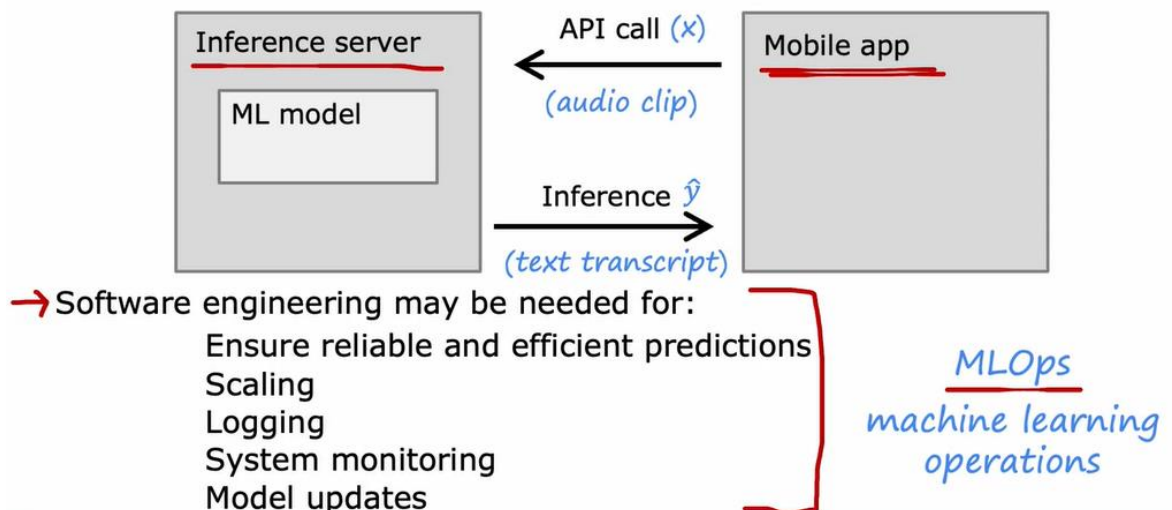 Inference server
ML model
API call (x)
(audio clip)
Inference ŷ
(text transcript)
Mobile app
→Software engineering may be needed for:
Ensure reliable and efficient predictions
Scaling
Logging
System monitoring
Model updates
MLOps
machine learning
operations